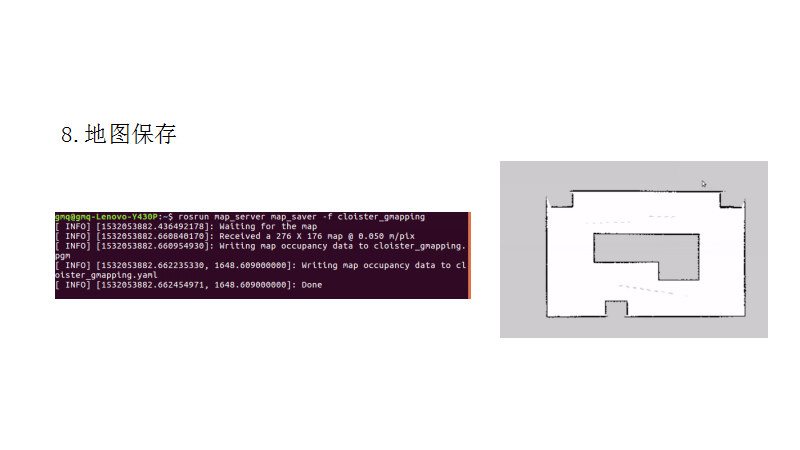 8.地图保存
gmq@gmq-Lenovo-Y430P:~$ rosrun map_server map_saver -f cloister_gmapping
[ INFO] [1532053882.436492178]: Waiting for the map
[ INFO] [1532053882.660840170]: Received a 276 X 176 map @ 0.050 m/pix
[ INFO] [1532053882.660954930]: Writing map occupancy data to cloister_gmapping.
pgm
[ INFO] [1532053882.662235330, 1648.609000000]: Writing map occupancy data to cl
oister_gmapping.yaml
[ INFO] [1532053882.662454971, 1648.609000000]: Done